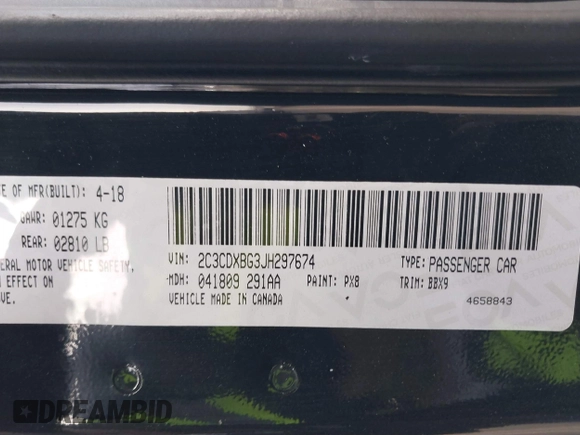 E OF MFR(BUILT): 4-18
GAWR: 01275 KG
REAR: 02810 LB
ERAL MOTOR VEHICLE SAFETY,
N EFFECT ON
VE.
VIN: 2C3CDXBG3JH297674 TYPE: PASSENGER CAR
MDH: 041809 291AA PAINT: PX8 TRIM: BBX9
VEHICLE MADE IN CANADA 4658843
DREAMBID